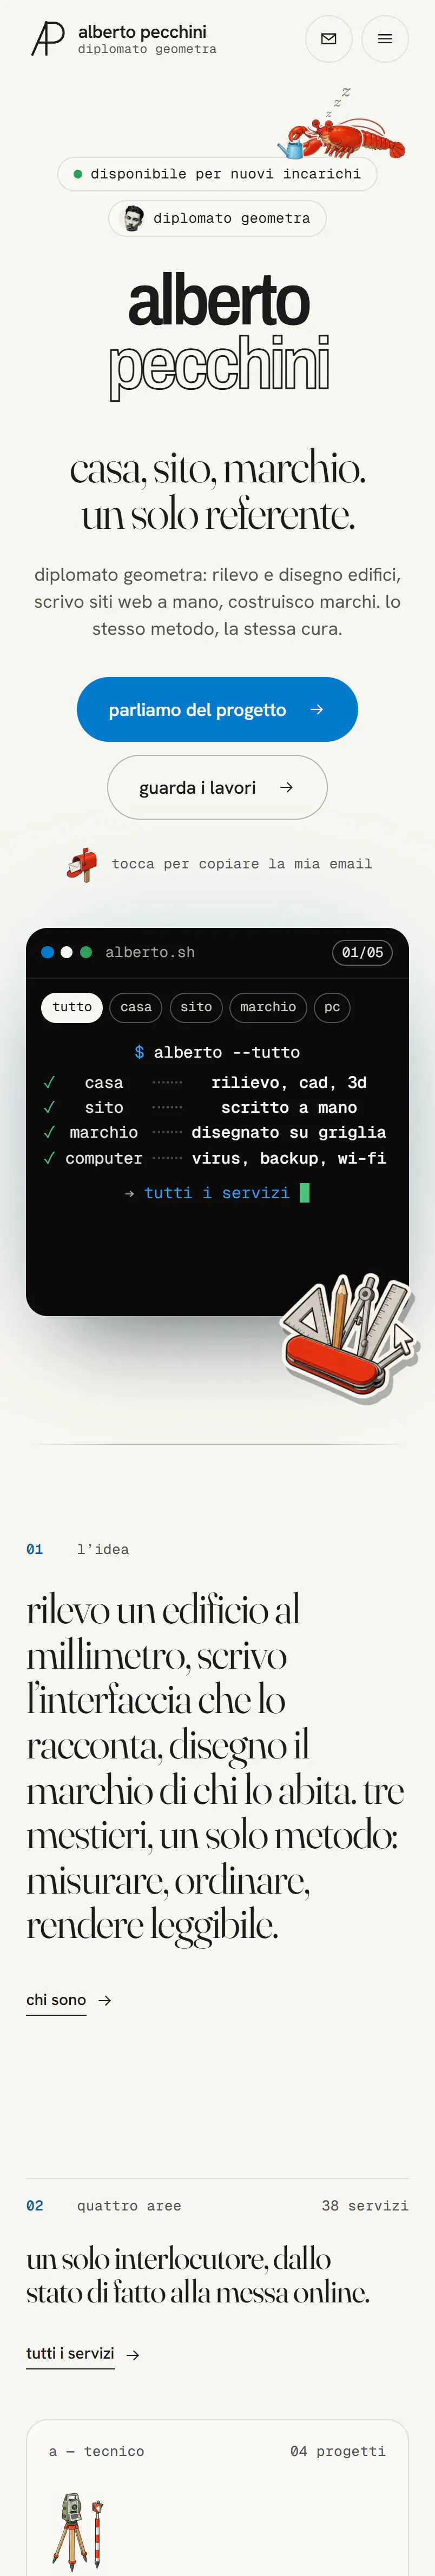 alberto pecchini
diplomato geometra
z
z
z
disponibile per nuovi incarichi
diplomato geometra
alberto
pecchini
casa, sito, marchio.
un solo referente.
diplomato geometra: rilevo e disegno edifici,
scrivo siti web a mano, costruisco marchi. lo
stesso metodo, la stessa cura.
parliamo del progetto →
guarda i lavori →
tocca per copiare la mia email
alberto.sh 01/05
tutto casa sito marchio pc
$ alberto --tutto
✓ casa ······· rilievo, cad, 3d
✓ sito ······· scritto a mano
✓ marchio ······· disegnato su griglia
✓ computer ······· virus, backup, wi-fi
→ tutti i servizi
01 l'idea
rilevo un edificio al
millimetro, scrivo
l'interfaccia che lo
racconta, disegno il
marchio di chi lo abita. tre
mestieri, un solo metodo:
misurare, ordinare,
rendere leggibile.
chi sono →
02 quattro aree 38 servizi
un solo interlocutore, dallo
stato di fatto alla messa online.
tutti i servizi →
a — tecnico 04 progetti